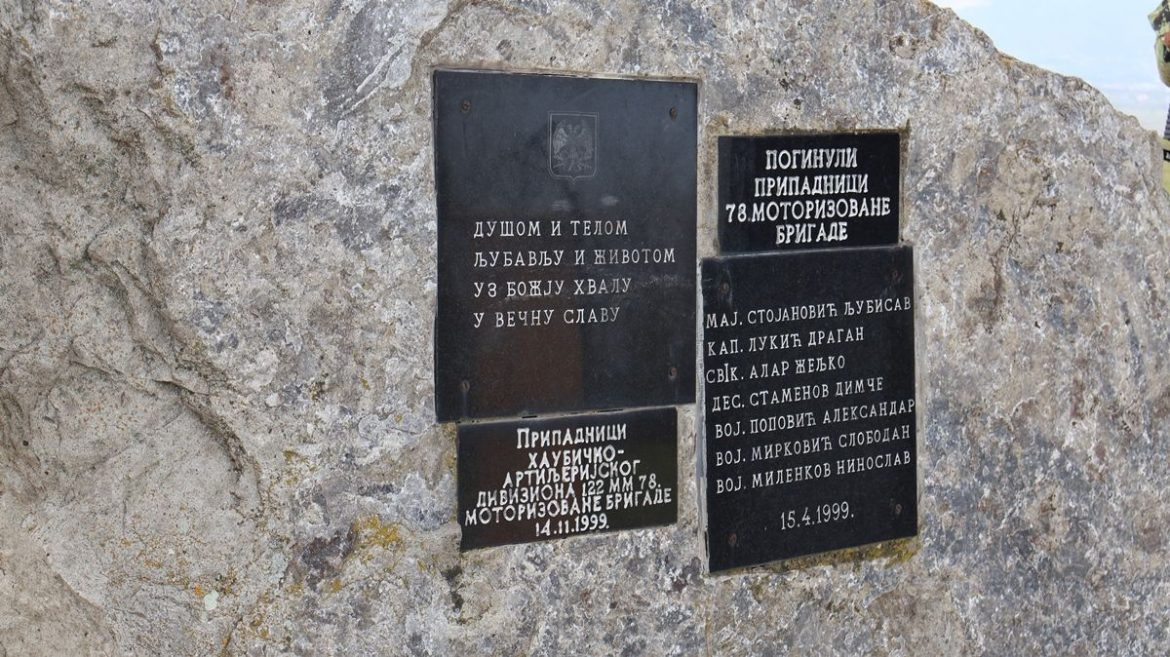 ДУШОМ И ТЕЛОМ
ЉУБАВЉУ И ЖИВОТОМ
УЗ БОЖЈУ ХВАЛУ
У ВЕЧНУ СЛАВУ
ПРИПАДНИЦИ
ХАУБИЧКО-
АРТИЉЕРИЈСКОГ
ДИВИЗИОНА 122 ММ 78.
МОТОРИЗОВАНЕ БРИГАДЕ
14.11.1999.
ПОГИНУЛИ
ПРИПАДНИЦИ
78.МОТОРИЗОВАНЕ
БРИГАДЕ
МАЈ. СТОЈАНОВИЋ ЉУБИСАВ
КАП. ЛУКИЋ ДРАГАН
СВ1К. АЛАР ЖЕЉКО
ДЕС. СТАМЕНОВ ДИМЧЕ
ВОЈ. ПОПОВИЋ АЛЕКСАНДАР
ВОЈ. МИРКОВИЋ СЛОБОДАН
ВОЈ. МИЛЕНКОВ НИНОСЛАВ
15.4.1999.